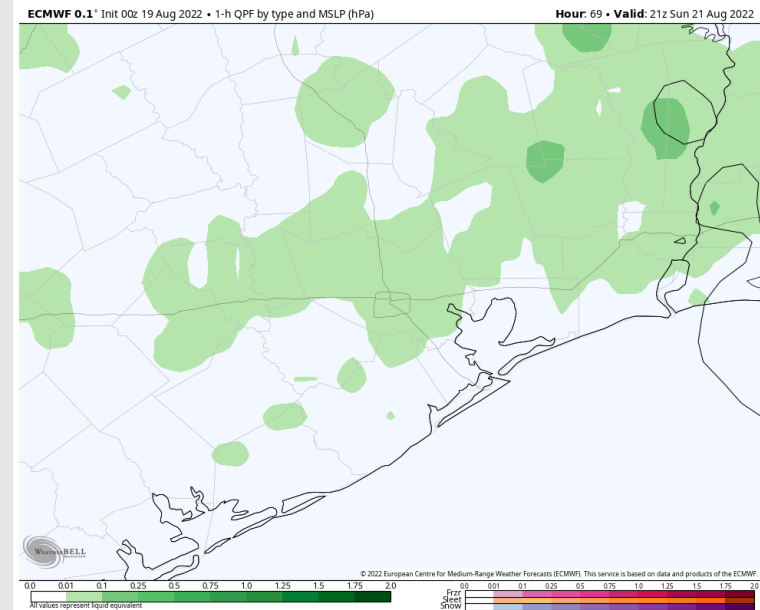 ECMWF 0.1° Init 00z 19 Aug 2022 • 1-h QPF by type and MSLP (hPa)
Hour: 69 • Valid: 21z Sun 21 Aug 2022
WeatherBELL
© 2022 European Centre for Medium-Range Weather Forecasts (ECMWF). This service is based on data and products of the ECMWF.
0.0 0.01 0.1 0.25 0.5 0.75 1.0 1.25 1.5 1.75 2.0
All values represent liquid equivalent
0.0 0.01 0.1 0.25 0.5 0.75 1.0 1.25 1.5 1.75 2.0
Frzr
Sleet
Snow